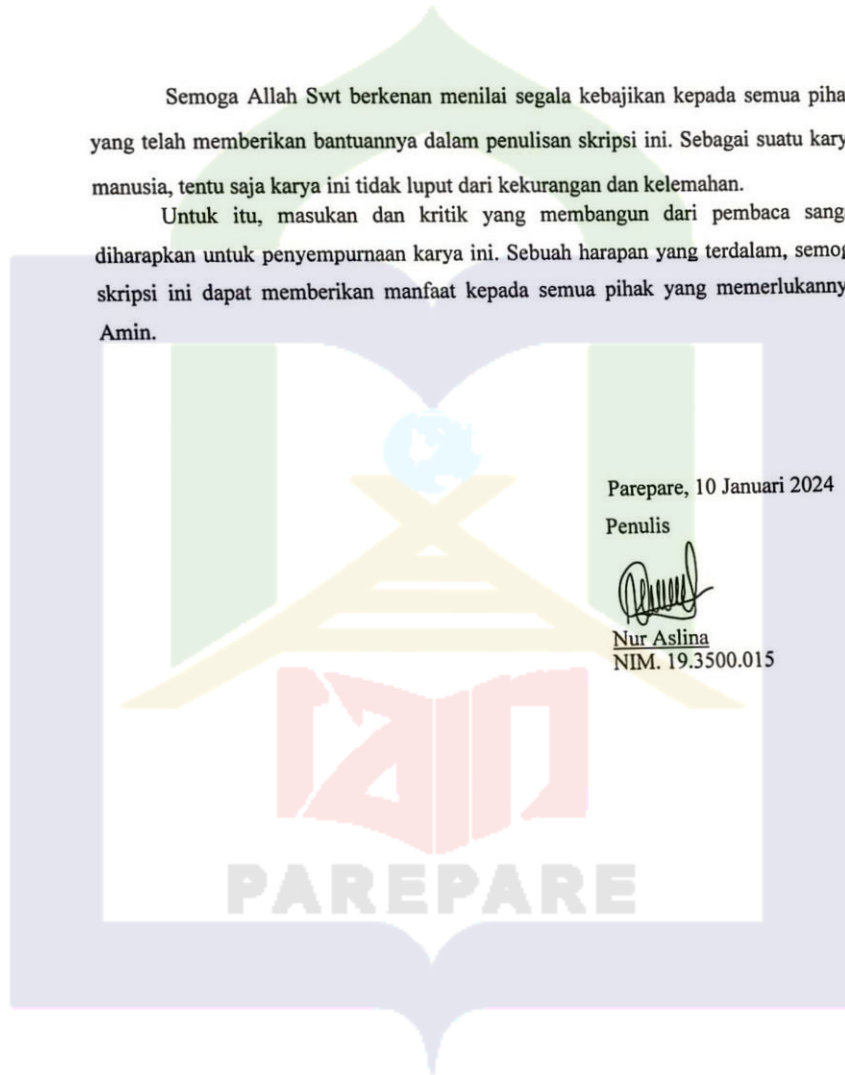 Semoga Allah Swt berkenan menilai segala kebajikan kepada semua piha
yang telah memberikan bantuannya dalam penulisan skripsi ini. Sebagai suatu kary
manusia, tentu saja karya ini tidak luput dari kekurangan dan kelemahan.
Untuk itu, masukan dan kritik yang membangun dari pembaca sang
diharapkan untuk penyempurnaan karya ini. Sebuah harapan yang terdalam, semog
skripsi ini dapat memberikan manfaat kepada semua pihak yang memerlukanny
Amin.
Parepare, 10 Januari 2024
Penulis
Nur Aslina
NIM. 19.3500.015
iain
PAREPARE